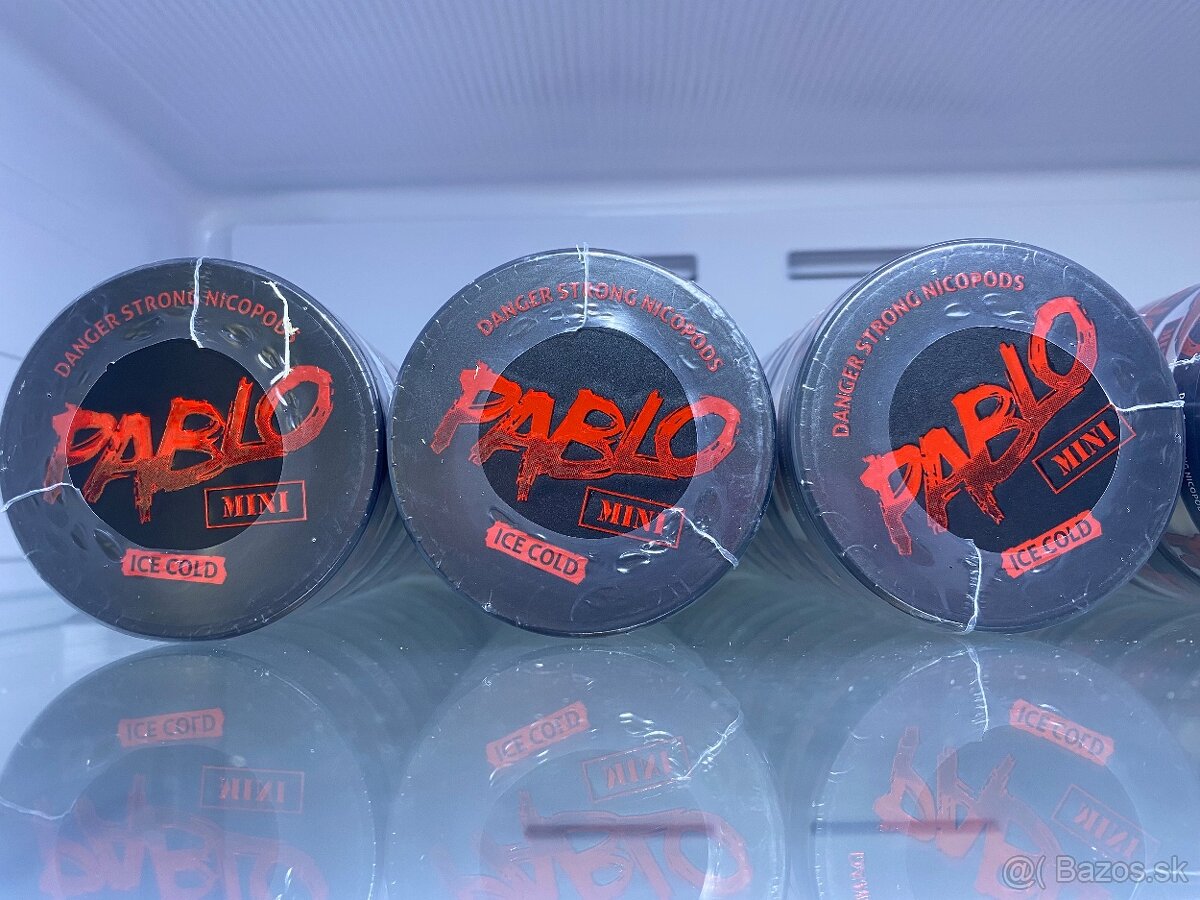 DANGER STRONG NICOPODS
PABLO
MINI
ICE COLD
DANGER STRONG NICOPODS
PABLO
MINI
ICE COLD
DANGER STRONG NICOPODS
PABLO
MINI
ICE COLD
@( Bazos.sk